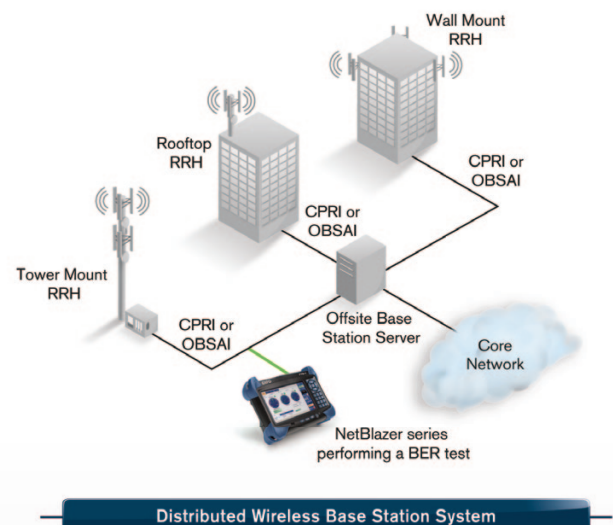 Wall Mount
RRH
Rooftop
RRH
CPRI or
OBSAI
CPRI or
OBSAI
Tower Mount
RRH
CPRI or
OBSAI
Offsite Base
Station Server
Core
Network
NetBlazer series
performing a BER test
Distributed Wireless Base Station System